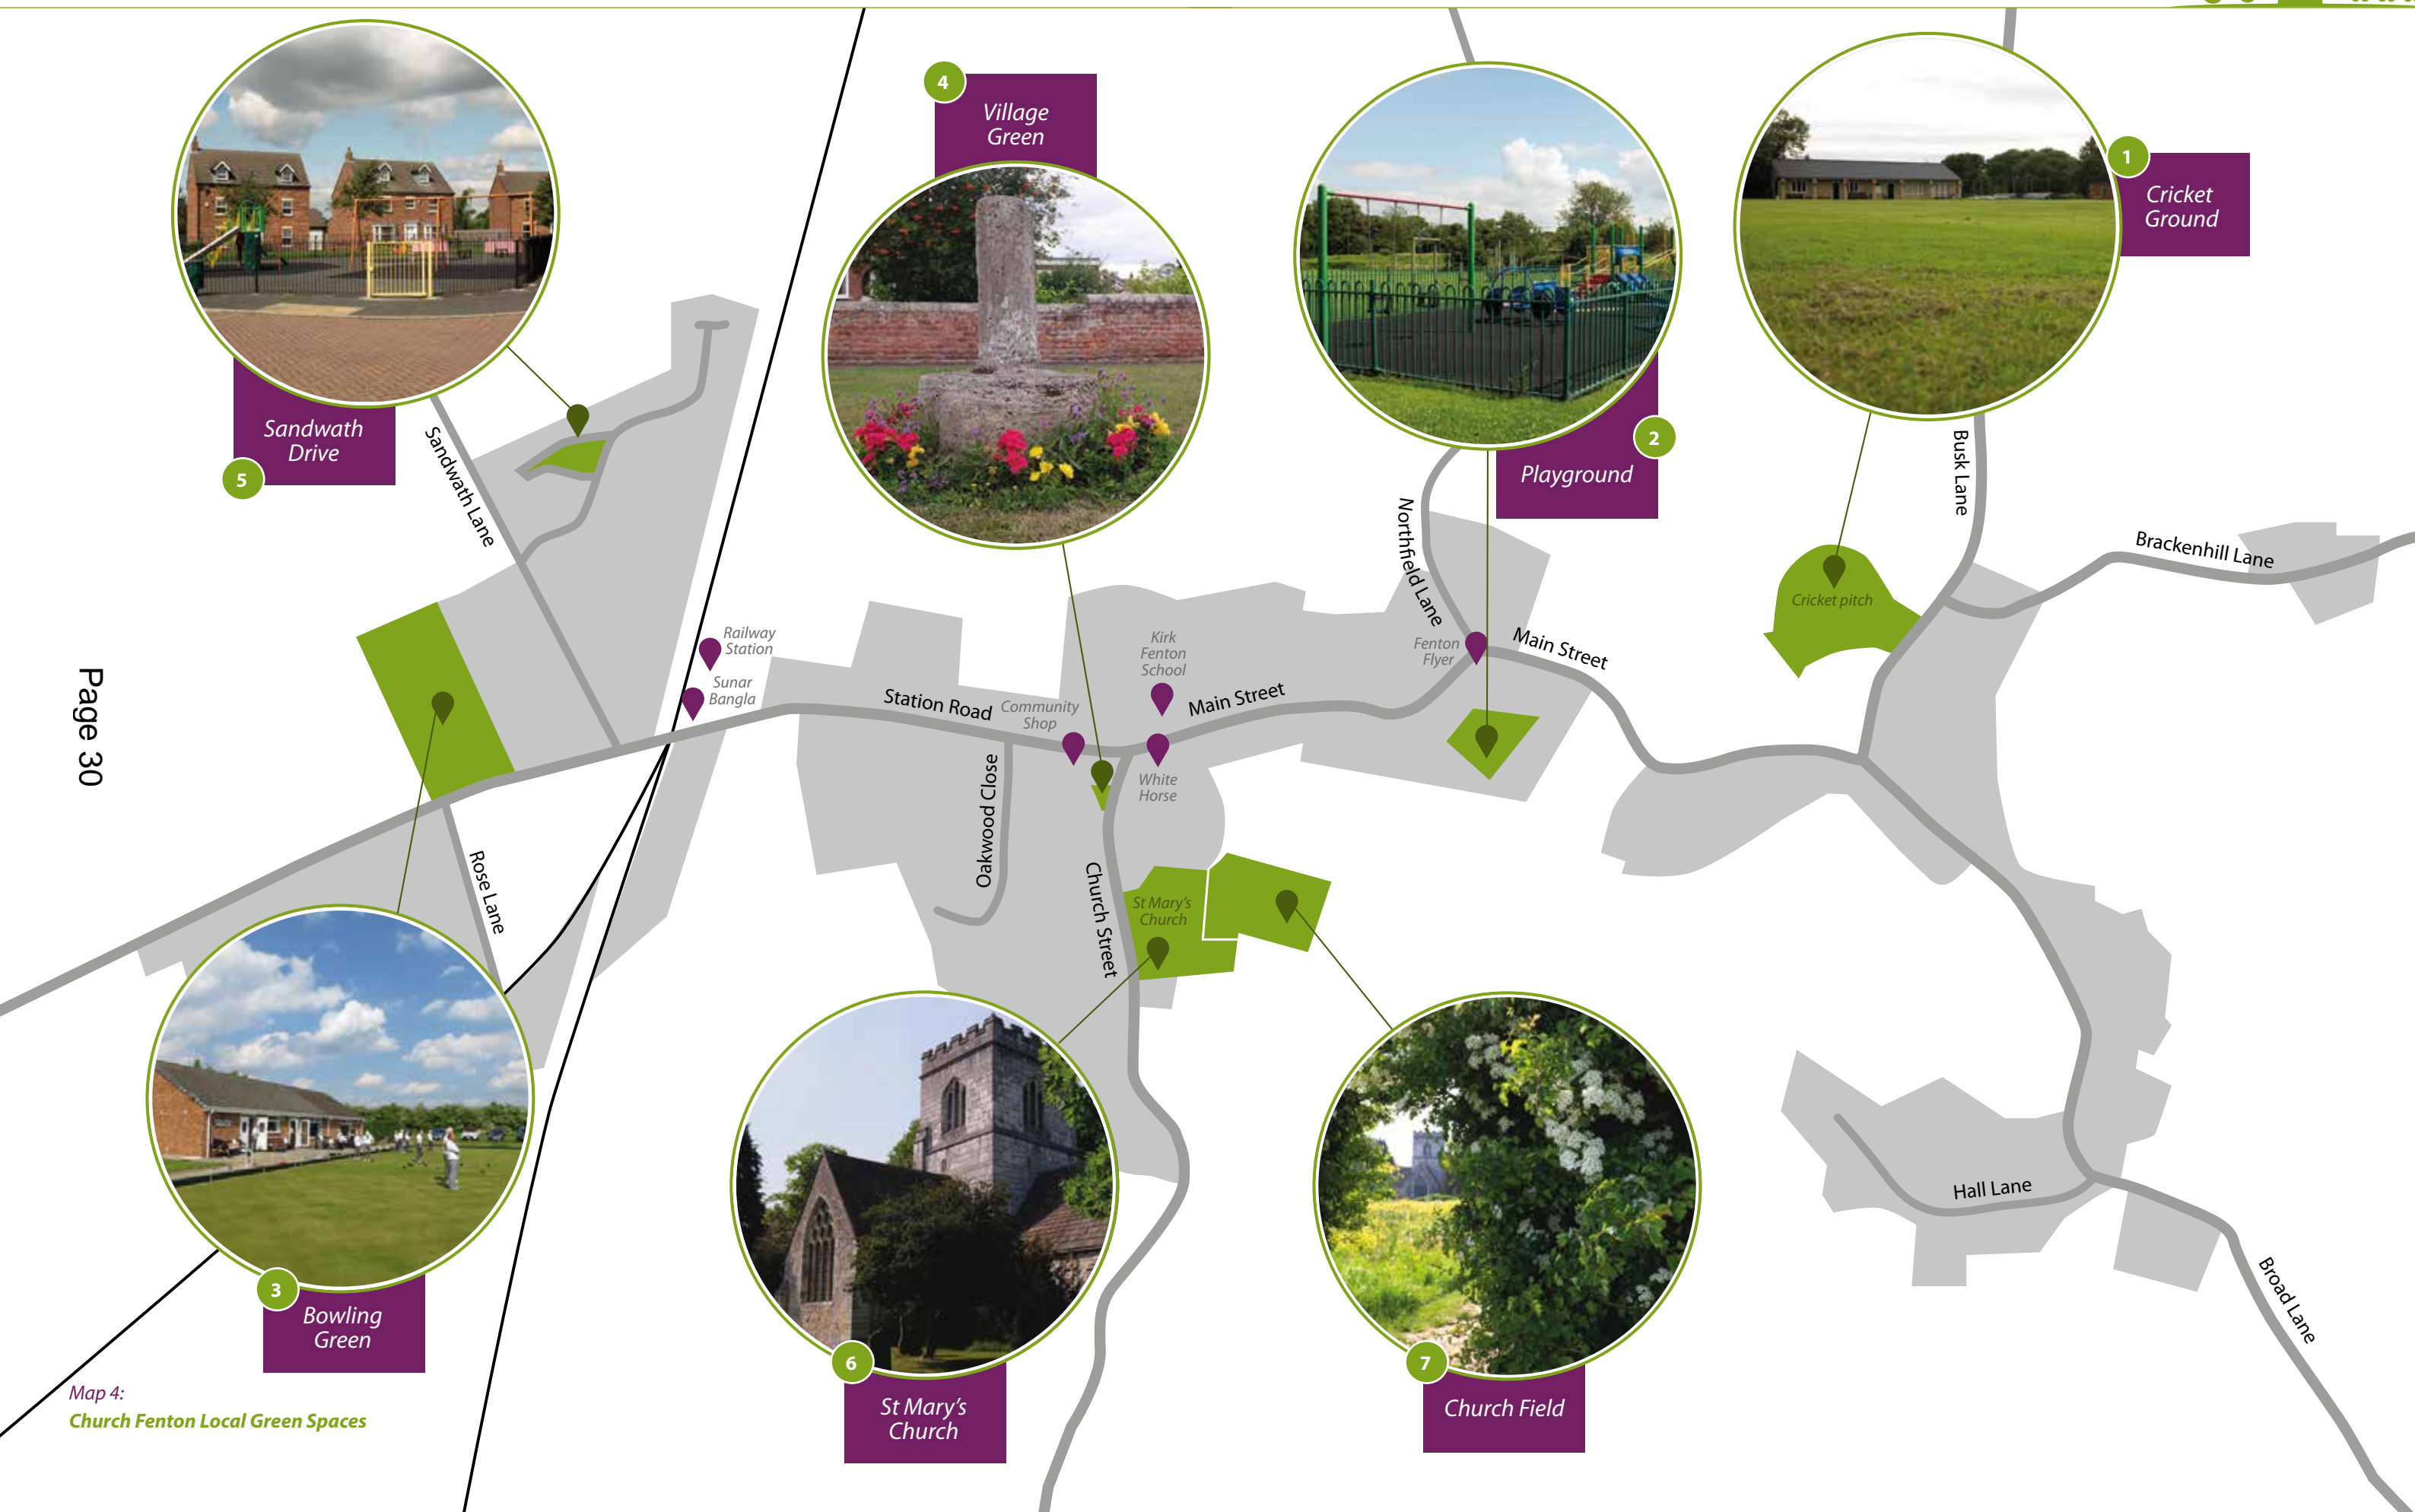 4
Village
Green
1
Cricket
Ground
2
Playground
Sandwath
Drive
5
Sandwath Lane
Northfield Lane
Busk Lane
Brackenhill Lane
Cricket pitch
Railway
Station
Sunar
Bangla
Station Road
Community
Shop
Kirk
Fenton
School
Main Street
Fenton
Flyer
Main Street
White
Horse
Page 30
Oakwood Close
Rose Lane
Church Street
St Mary's
Church
Hall Lane
Broad Lane
3
Bowling
Green
6
St Mary's
Church
7
Church Field
Map 4:
Church Fenton Local Green Spaces